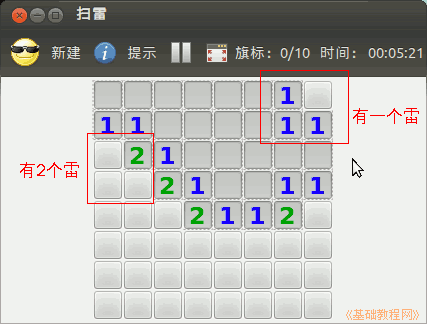 扫雷
新建 提示 旗标：0/10 时间： 00:05:21
1
1 1 1 1
2 1
2 1 1 1
2 1 1 2
有一个雷
有2个雷
《基础教程网》